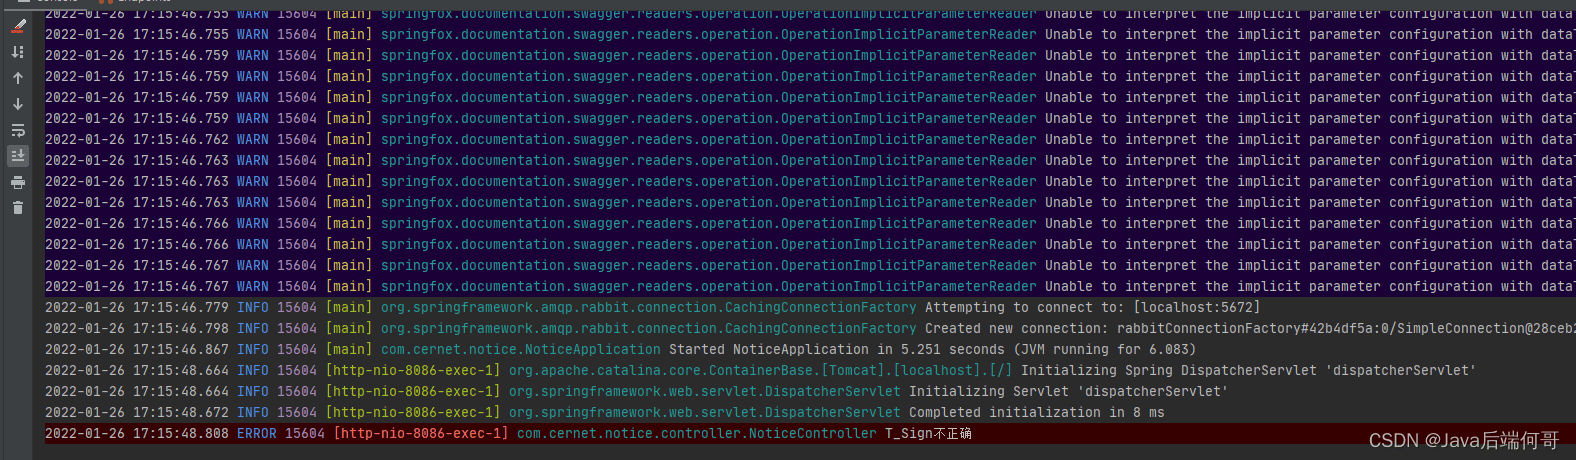 2022-01-26 17:15:46.755 WARN 15604 [main] springfox.documentation.swagger.readers.operation.OperationImplicitParameterReader Unable to interpret the implicit parameter configuration with data
2022-01-26 17:15:46.755 WARN 15604 [main] springfox.documentation.swagger.readers.operation.OperationImplicitParameterReader Unable to interpret the implicit parameter configuration with data
2022-01-26 17:15:46.759 WARN 15604 [main] springfox.documentation.swagger.readers.operation.OperationImplicitParameterReader Unable to interpret the implicit parameter configuration with data
2022-01-26 17:15:46.759 WARN 15604 [main] springfox.documentation.swagger.readers.operation.OperationImplicitParameterReader Unable to interpret the implicit parameter configuration with data
2022-01-26 17:15:46.759 WARN 15604 [main] springfox.documentation.swagger.readers.operation.OperationImplicitParameterReader Unable to interpret the implicit parameter configuration with data
2022-01-26 17:15:46.759 WARN 15604 [main] springfox.documentation.swagger.readers.operation.OperationImplicitParameterReader Unable to interpret the implicit parameter configuration with data
2022-01-26 17:15:46.762 WARN 15604 [main] springfox.documentation.swagger.readers.operation.OperationImplicitParameterReader Unable to interpret the implicit parameter configuration with data
2022-01-26 17:15:46.763 WARN 15604 [main] springfox.documentation.swagger.readers.operation.OperationImplicitParameterReader Unable to interpret the implicit parameter configuration with data
2022-01-26 17:15:46.763 WARN 15604 [main] springfox.documentation.swagger.readers.operation.OperationImplicitParameterReader Unable to interpret the implicit parameter configuration with data
2022-01-26 17:15:46.763 WARN 15604 [main] springfox.documentation.swagger.readers.operation.OperationImplicitParameterReader Unable to interpret the implicit parameter configuration with data
2022-01-26 17:15:46.766 WARN 15604 [main] springfox.documentation.swagger.readers.operation.OperationImplicitParameterReader Unable to interpret the implicit parameter configuration with data
2022-01-26 17:15:46.766 WARN 15604 [main] springfox.documentation.swagger.readers.operation.OperationImplicitParameterReader Unable to interpret the implicit parameter configuration with data
2022-01-26 17:15:46.767 WARN 15604 [main] springfox.documentation.swagger.readers.operation.OperationImplicitParameterReader Unable to interpret the implicit parameter configuration with data
2022-01-26 17:15:46.767 WARN 15604 [main] springfox.documentation.swagger.readers.operation.OperationImplicitParameterReader Unable to interpret the implicit parameter configuration with data
2022-01-26 17:15:46.779 INFO 15604 [main] org.springframework.amqp.rabbit.connection.CachingConnectionFactory Attempting to connect to: [localhost:5672]
2022-01-26 17:15:46.798 INFO 15604 [main] org.springframework.amqp.rabbit.connection.CachingConnectionFactory Created new connection: rabbitConnectionFactory#42b4df5a:0/SimpleConnection@28ceb2
2022-01-26 17:15:46.867 INFO 15604 [main] com.cernet.notice.NoticeApplication Started NoticeApplication in 5.251 seconds (JVM running for 6.083)
2022-01-26 17:15:48.664 INFO 15604 [http-nio-8086-exec-1] org.apache.catalina.core.ContainerBase.[Tomcat].[localhost].[/] Initializing Spring DispatcherServlet 'dispatcherServlet'
2022-01-26 17:15:48.664 INFO 15604 [http-nio-8086-exec-1] org.springframework.web.servlet.DispatcherServlet Initializing Servlet 'dispatcherServlet'
2022-01-26 17:15:48.672 INFO 15604 [http-nio-8086-exec-1] org.springframework.web.servlet.DispatcherServlet Completed initialization in 8 ms
2022-01-26 17:15:48.808 ERROR 15604 [http-nio-8086-exec-1] com.cernet.notice.controller.NoticeController T_Sign不正确
CSDN @Java后端何哥